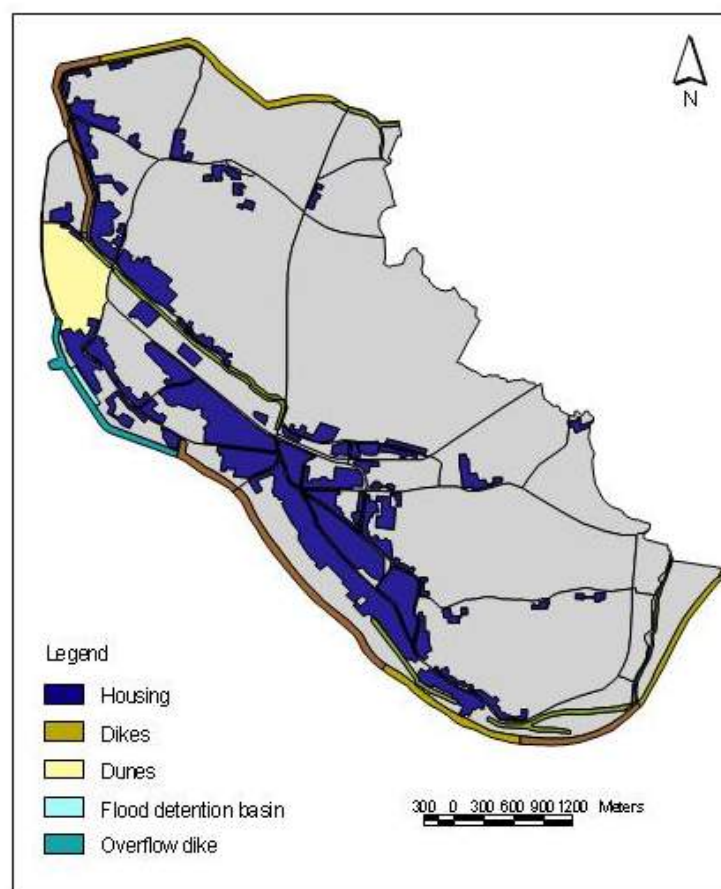 N
Legend
Housing
Dikes
Dunes
Flood detention basin
Overflow dike
300 0 300 600 900 1200 Meters